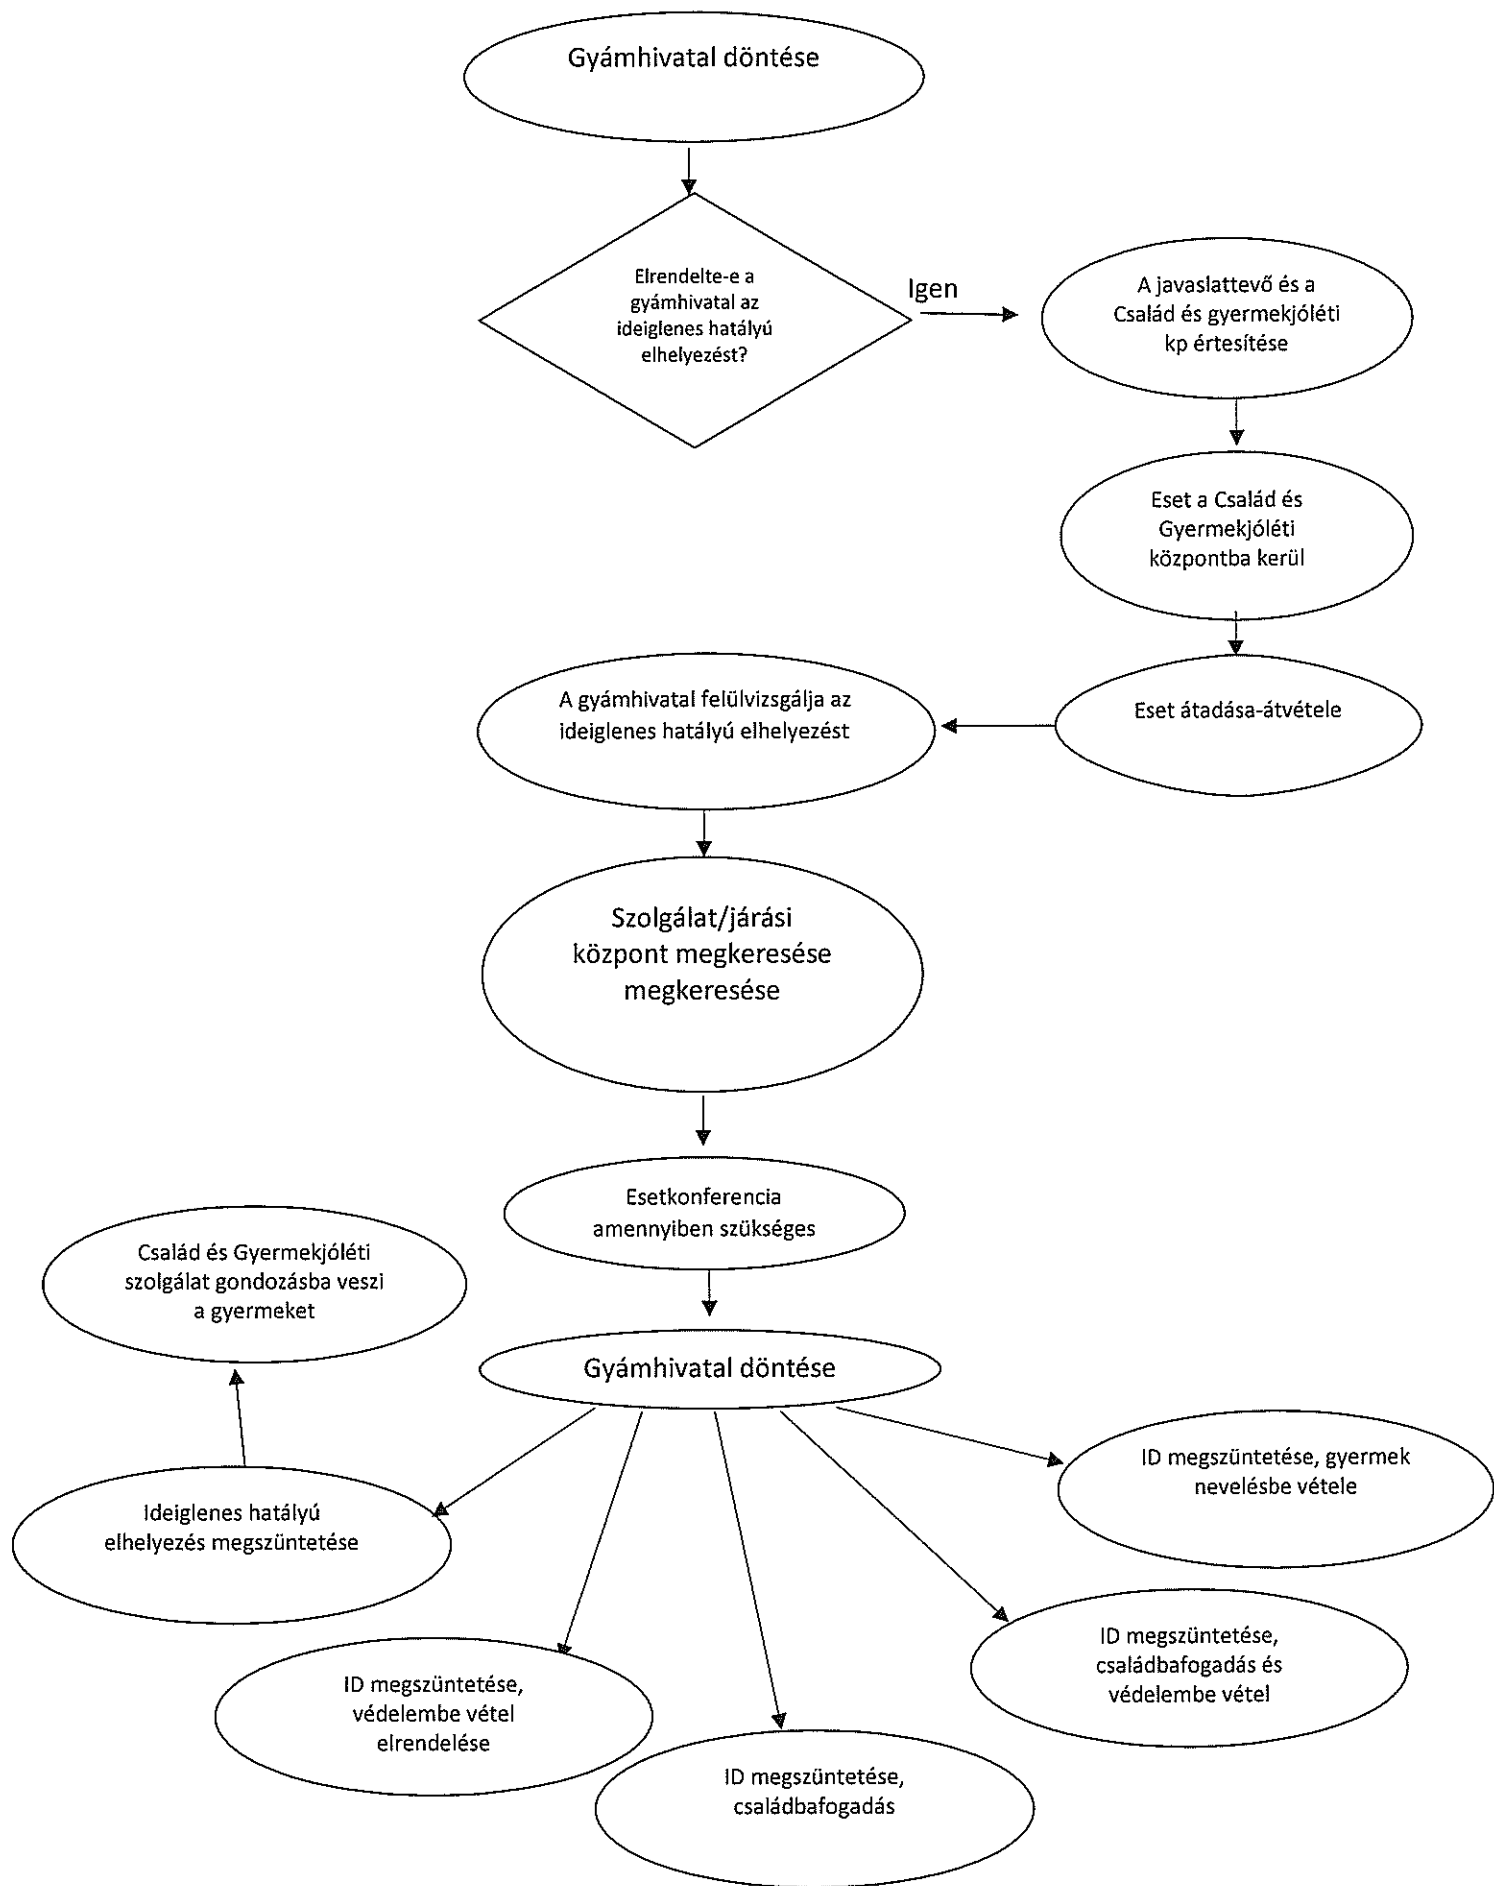 Gyámhivatal döntése
Elrendelte-e a
gyámhivatal az
ideiglenes hatályú
elhelyezést?
Igen
A javaslattevő és a
Család és gyermekjóléti
kp értesítése
Eset a Család és
Gyermekjóléti
központba kerül
Eset átadása-átvétele
A gyámhivatal felülvizsgálja az
ideiglenes hatályú elhelyezést
Szolgálat/járási
központ megkeresése
megkeresése
Esetkonferencia
amennyiben szükséges
Család és Gyermekjóléti
szolgálat gondozásba veszi
a gyermeket
Gyámhivatal döntése
Ideiglenes hatályú
elhelyezés megszüntetése
ID megszüntetése, gyermek
nevelésbe vétele
ID megszüntetése,
védelembe vétel
elrendelése
ID megszüntetése,
családbafogadás és
védelembe vétel
ID megszüntetése,
családbafogadás